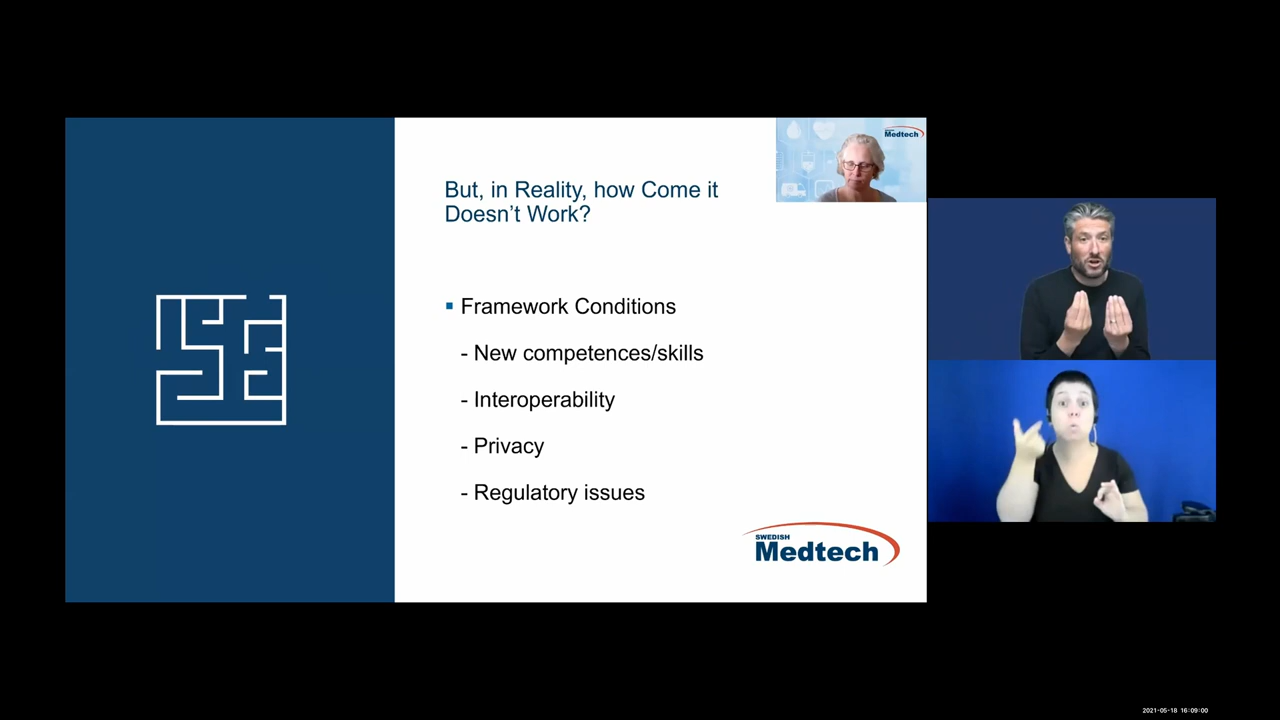 Medtech
But, in Reality, how Come it
Doesn't Work?
▪ Framework Conditions
- New competences/skills
- Interoperability
- Privacy
- Regulatory issues
SWEDISH
Medtech
2021-05-18 16:09:00